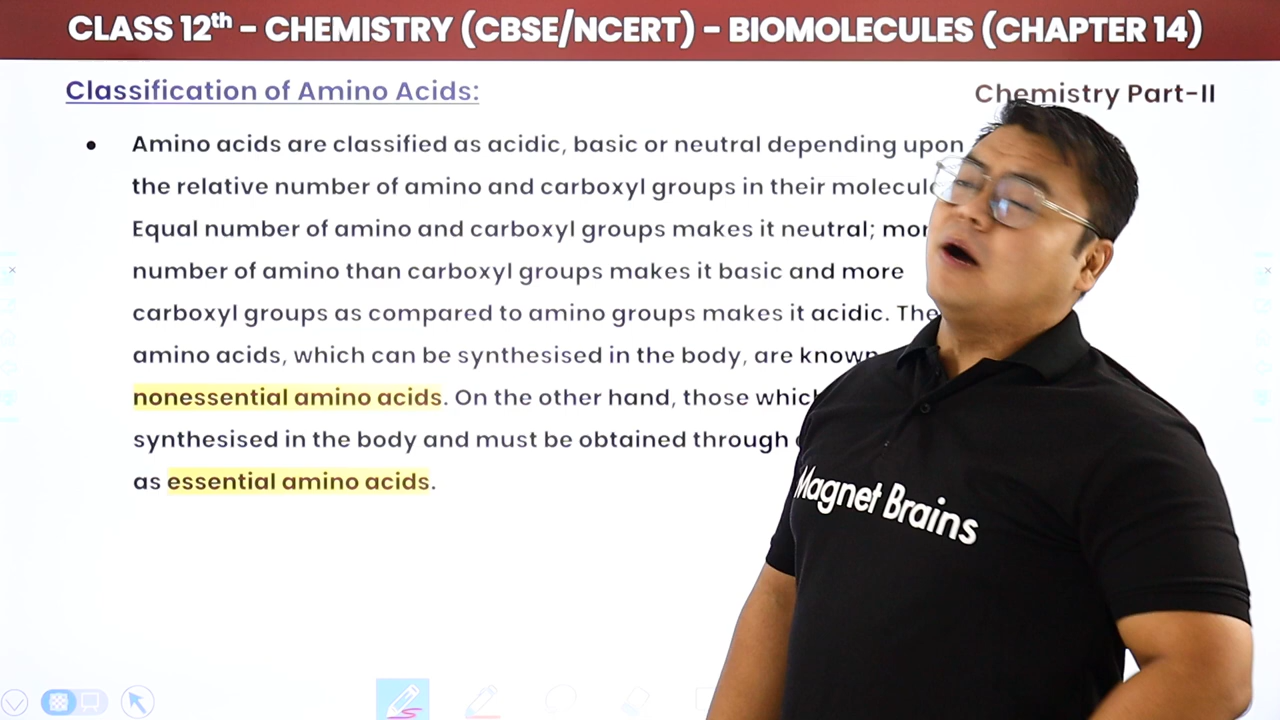 CLASS 12th - CHEMISTRY (CBSE/NCERT) - BIOMOLECULES (CHAPTER 14)
Classification of Amino Acids:
Chemistry Part-II
• Amino acids are classified as acidic, basic or neutral depending upon
the relative number of amino and carboxyl groups in their
Equal number of amino and carboxyl groups makes it neutral;
number of amino than carboxyl groups makes it basic and more
carboxyl groups as compared to amino groups makes it acidic.
amino acids, which can be synthesised in the body, are known
nonessential amino acids. On the other hand, those
synthesised in the body and must be obtained through
as essential amino acids.
Magnet Brains